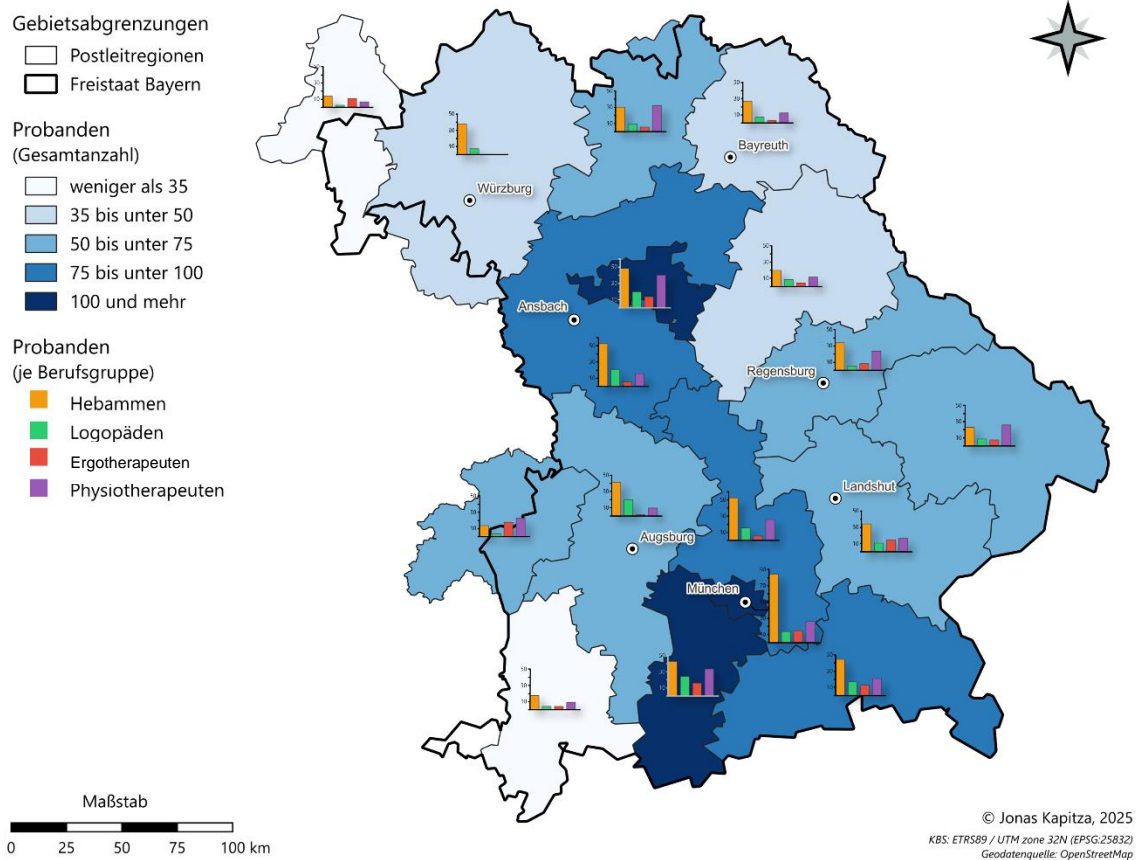 Gebietsabgrenzungen
Postleitregionen
Freistaat Bayern
Probanden
(Gesamtanzahl)
weniger als 35
35 bis unter 50
50 bis unter 75
75 bis unter 100
100 und mehr
Probanden
(je Berufsgruppe)
Hebammen
Logopäden
Ergotherapeuten
Physiotherapeuten
Bayreuth
Würzburg
Ansbach
Regensburg
Landshut
Augsburg
München
Maßstab
0 25 50 75 100 km
© Jonas Kapitza, 2025
KBS: ETRS89 / UTM zone 32N (EPSG:25832)
Geodatenquelle: OpenStreetMap